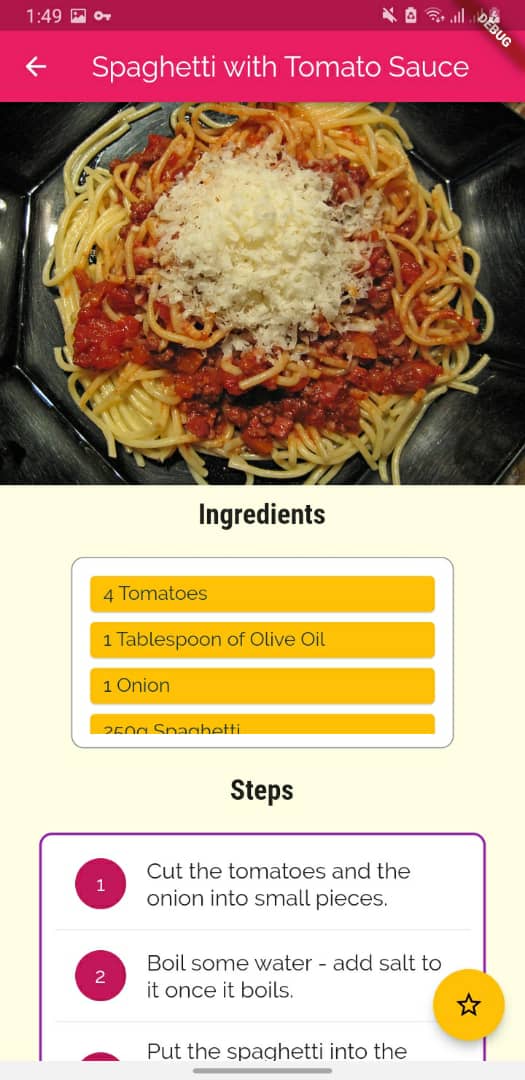 1:49
DEBUG
Spaghetti with Tomato Sauce
Ingredients
4 Tomatoes
1 Tablespoon of Olive Oil
1 Onion
250g Spaghetti
Steps
1
Cut the tomatoes and the
onion into small pieces.
2
Boil some water - add salt to
it once it boils.
Put the spaghetti into the